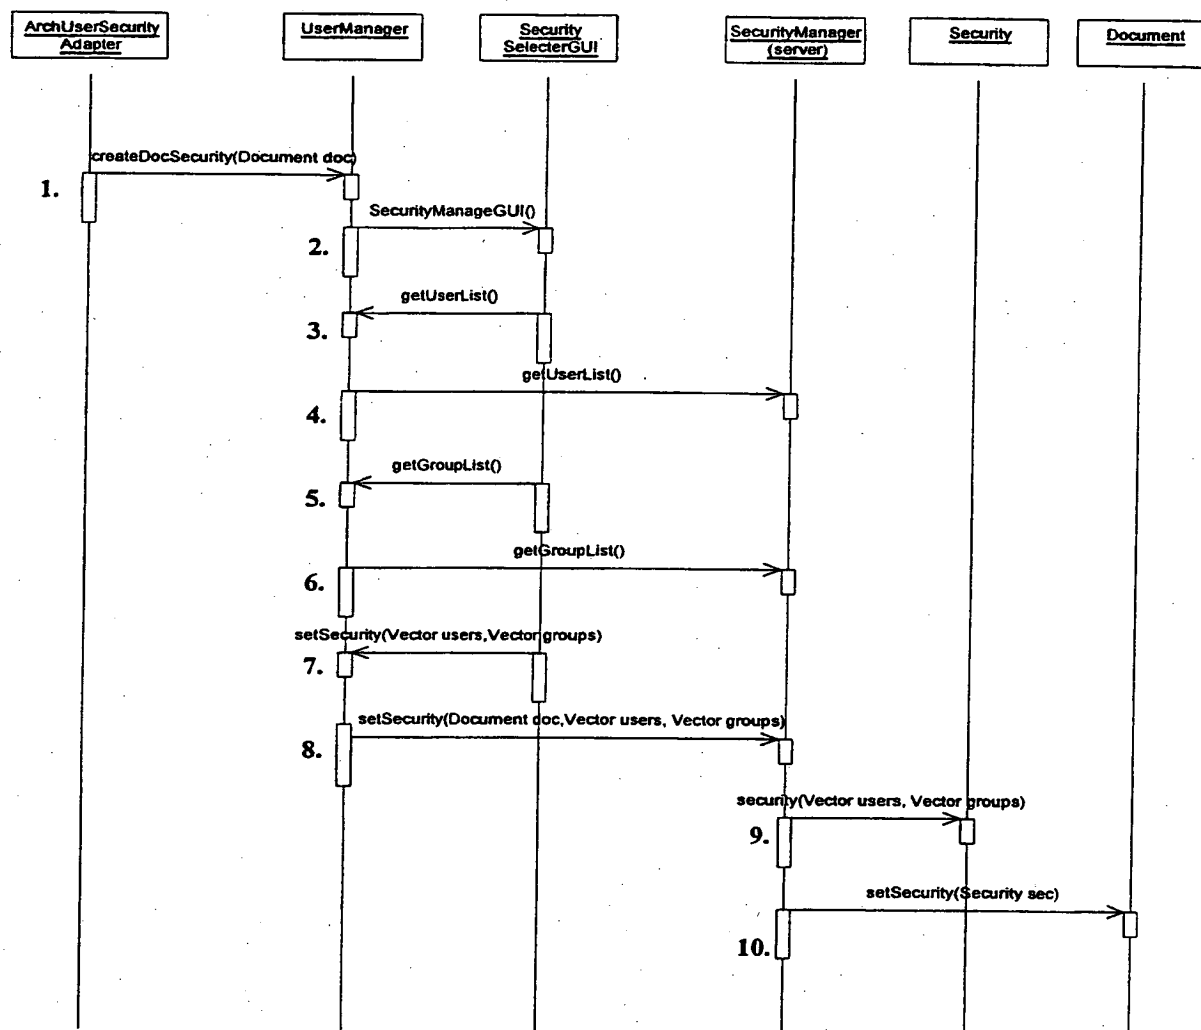 ArchUserSecurity
Adapter
UserManager
Security
SelecterGUI
SecurityManager
(server)
Security
Document
createDocSecurity(Document doc)
1.
SecurityManageGUI()
2.
getUserList()
3.
getUserList()
4.
getGroupList()
5.
getGroupList()
6.
setSecurity(Vector users,Vector groups)
7.
setSecurity(Document doc,Vector users, Vector groups)
8.
security(Vector users, Vector groups)
9.
setSecurity(Security sec)
10.